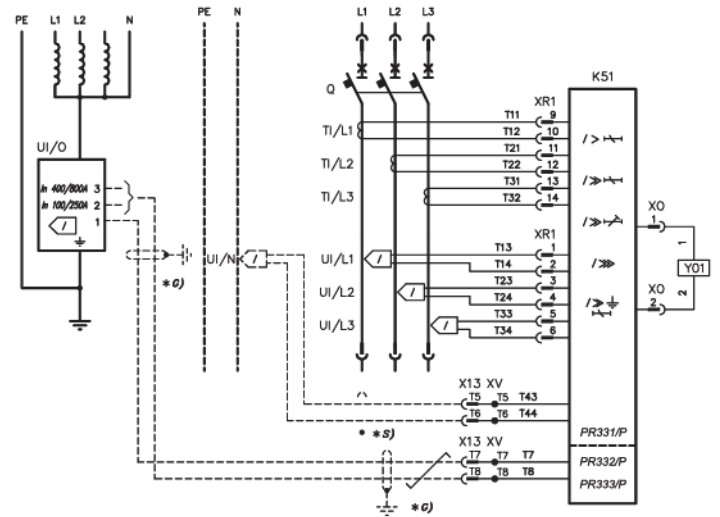 PE L1 L2 N PE N L1 L2 L3
Q
K51
XR1
T11 9
TI/L1 T12 10
T21 11
TI/L2 T22 12
T31 13
TI/L3 T32 14
UI/O
In 400/800A 3
In 100/250A 2
1
I
I >
I ≫
I ≫
I ⋙
I ≫
XO
1
1
YO1
2
XO
2
*G)
UI/N I
XR1
UI/L1 I T13 1
T14 2
UI/L2 I T23 3
T24 4
UI/L3 I T33 5
T34 6
X13 XV
T5 T5 T43
T6 T6 T44
* S)
PR331/P
X13 XV
T7 T7 T7
T8 T8 T8
PR332/P
PR333/P
*G)